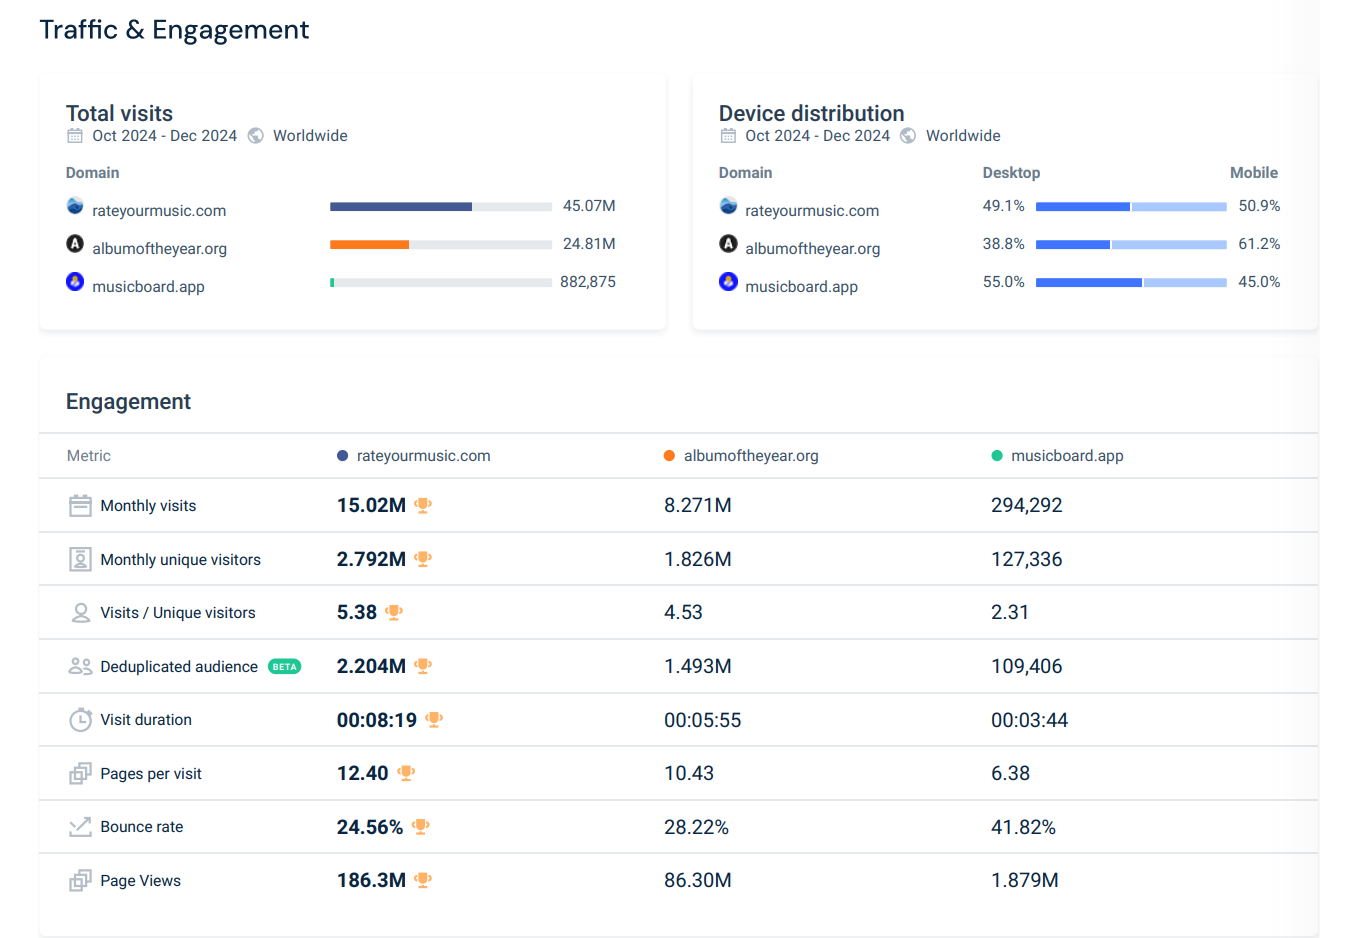 Traffic & Engagement
Total visits
Oct 2024 - Dec 2024 Worldwide
Domain
rateyourmusic.com 45.07M
albumoftheyear.org 24.81M
musicboard.app 882,875
Device distribution
Oct 2024 - Dec 2024 Worldwide
Domain Desktop Mobile
rateyourmusic.com 49.1% 50.9%
A albumoftheyear.org 38.8% 61.2%
musicboard.app 55.0% 45.0%
Engagement
Metric rateyourmusic.com albumoftheyear.org musicboard.app
Monthly visits 15.02M 8.271M 294,292
Monthly unique visitors 2.792M 1.826M 127,336
Visits / Unique visitors 5.38 4.53 2.31
Deduplicated audience BETA 2.204M 1.493M 109,406
Visit duration 00:08:19 00:05:55 00:03:44
Pages per visit 12.40 10.43 6.38
Bounce rate 24.56% 28.22% 41.82%
Page Views 186.3M 86.30M 1.879M